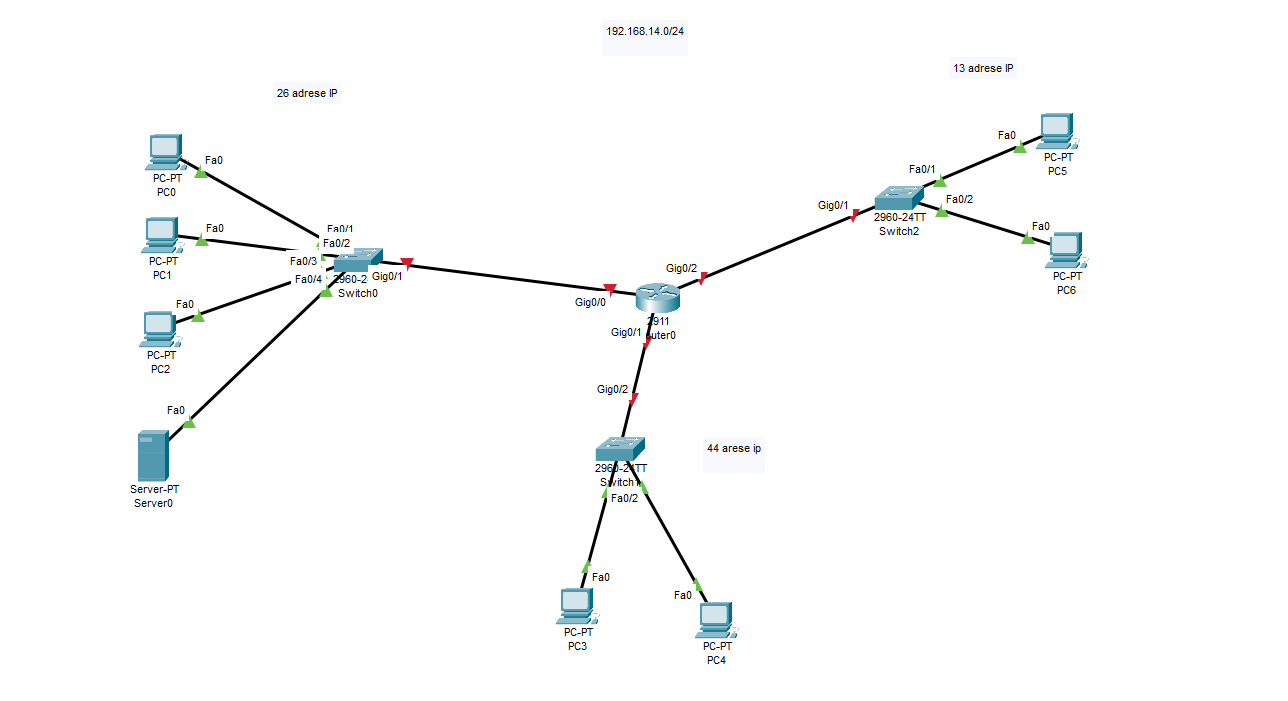 192.168.14.0/24
13 adrese IP
26 adrese IP
Fa0
PC-PT
PC0
Fa0
PC-PT
PC1
Fa0
PC-PT
PC2
Fa0
Server-PT
Server0
Fa0/1
Fa0/2
Fa0/3
Fa0/4
2960-2
Switch0
Gig0/1
Gig0/0
Gig0/2
Gig0/1
2911
uter0
Gig0/1
Fa0/1
Fa0/2
2960-24TT
Switch2
Fa0
PC-PT
PC5
Fa0
PC-PT
PC6
Gig0/2
44 arese ip
2960-24TT
Switch1
Fa0/2
Fa0
PC-PT
PC3
Fa0
PC-PT
PC4